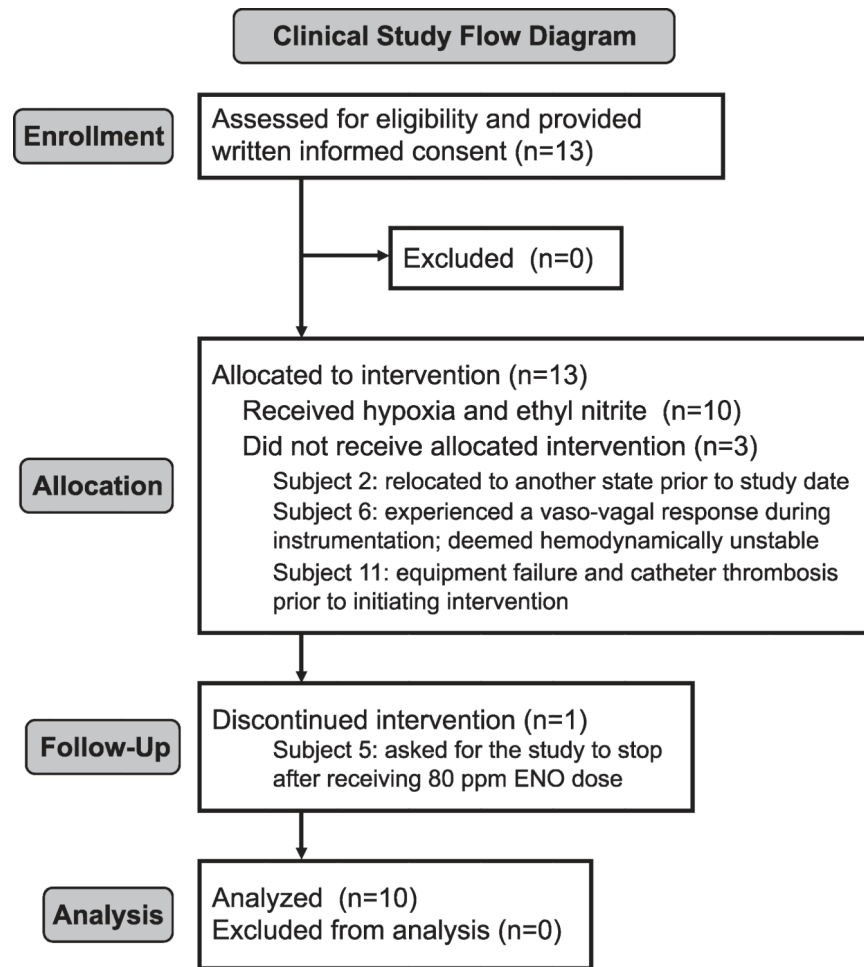 Clinical Study Flow Diagram
Enrollment
Assessed for eligibility and provided
written informed consent (n=13)
Excluded (n=0)
Allocation
Allocated to intervention (n=13)
Received hypoxia and ethyl nitrite (n=10)
Did not receive allocated intervention (n=3)
Subject 2: relocated to another state prior to study date
Subject 6: experienced a vaso-vagal response during
instrumentation; deemed hemodynamically unstable
Subject 11: equipment failure and catheter thrombosis
prior to initiating intervention
Follow-Up
Discontinued intervention (n=1)
Subject 5: asked for the study to stop
after receiving 80 ppm ENO dose
Analysis
Analyzed (n=10)
Excluded from analysis (n=0)